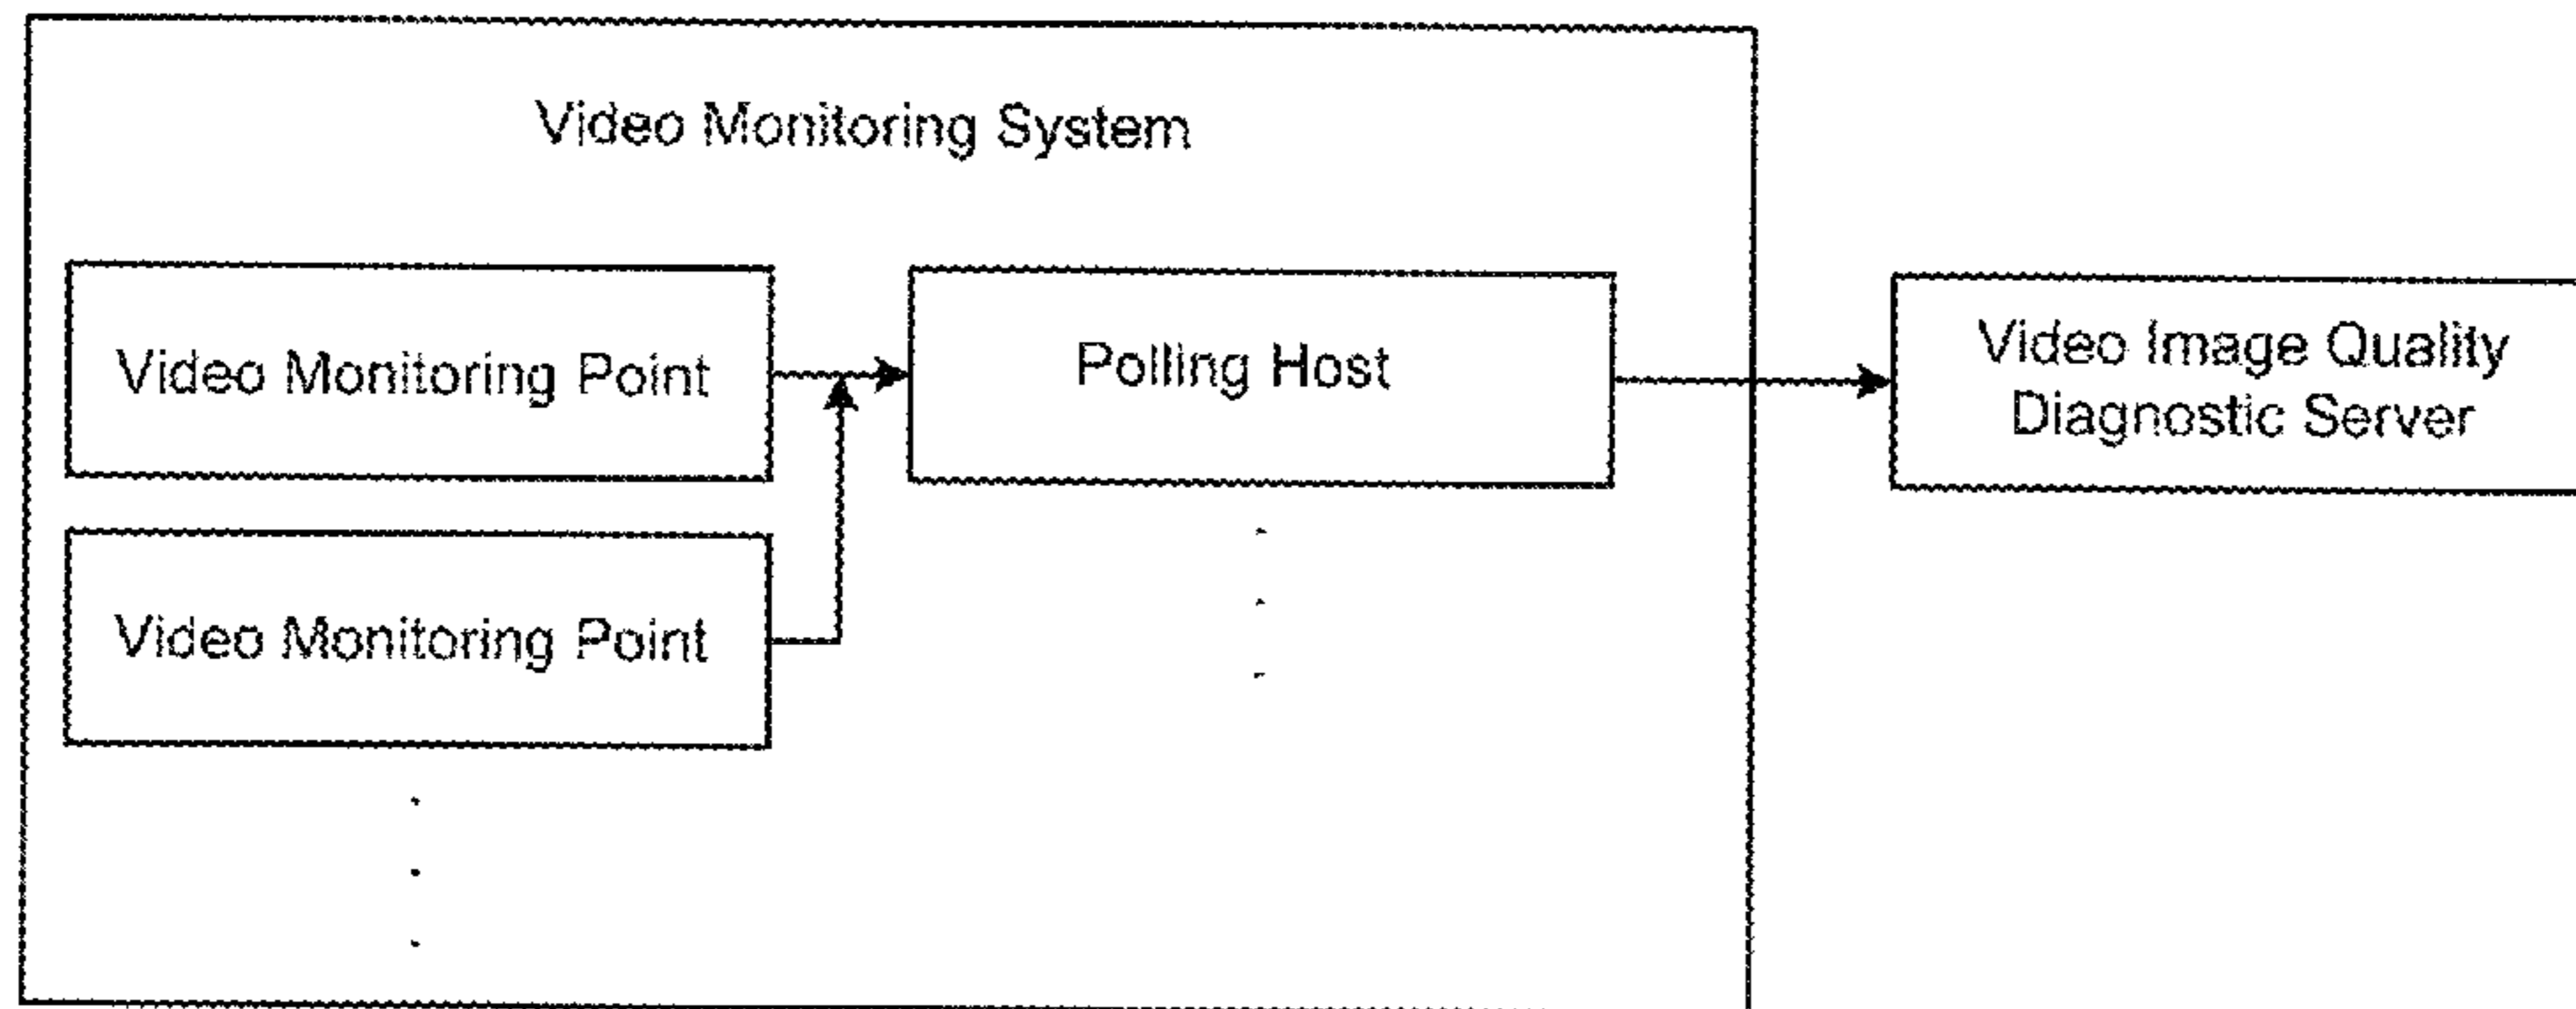 Video Monitoring System
Video Monitoring Point
Polling Host
Video Image Quality
Diagnostic Server
Video Monitoring Point